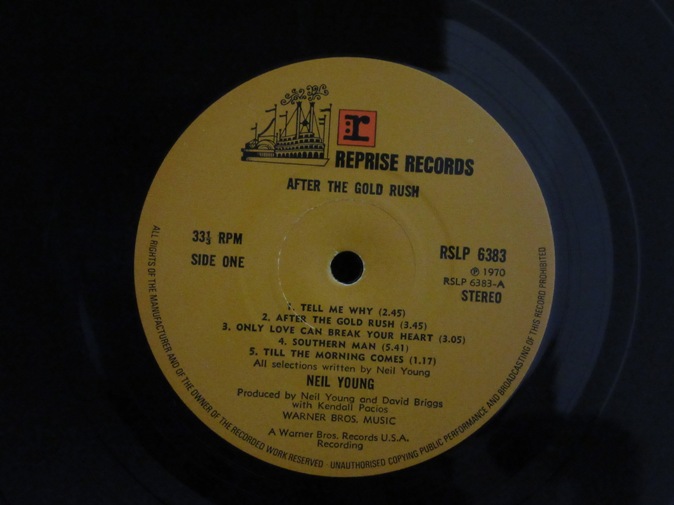 r
REPRISE RECORDS
AFTER THE GOLD RUSH
33⅓ RPM
SIDE ONE
RSLP 6383
Ⓟ 1970
RSLP 6383-A
STEREO
1. TELL ME WHY (2.45)
2. AFTER THE GOLD RUSH (3.45)
3. ONLY LOVE CAN BREAK YOUR HEART (3.05)
4. SOUTHERN MAN (5.41)
5. TILL THE MORNING COMES (1.17)
All selections written by Neil Young
NEIL YOUNG
Produced by Neil Young and David Briggs
with Kendall Pacios
WARNER BROS. MUSIC
A Warner Bros. Records U.S.A.
Recording
ALL RIGHTS OF THE MANUFACTURER AND OF THE OWNER OF THE RECORDED WORK RESERVED · UNAUTHORISED COPYING PUBLIC PERFORMANCE AND BROADCASTING OF THIS RECORD PROHIBITED